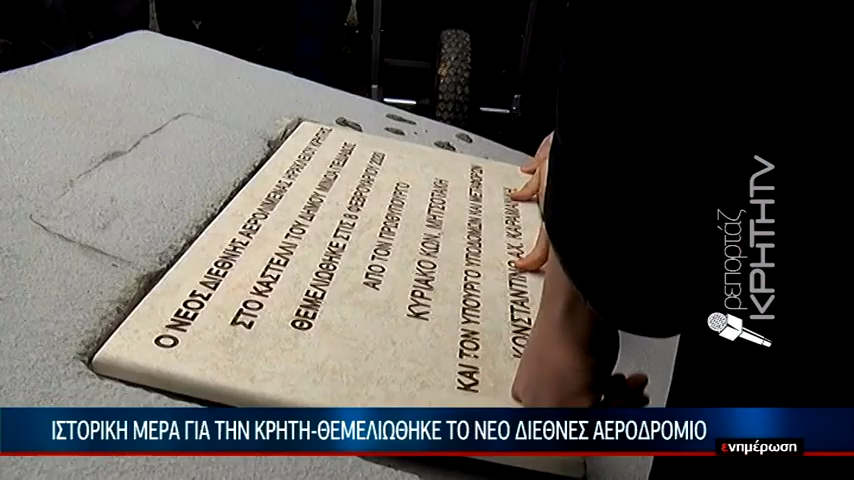 Ο ΝΕΟΣ ΔΙΕΘΝΗΣ ΑΕΡΟΛΙΜΕΝΑΣ ΗΡΑΚΛΕΙΟΥ ΚΡΗΤΗΣ
ΣΤΟ ΚΑΣΤΕΛΛΙ ΤΟΥ ΔΗΜΟΥ ΜΙΝΩΑ ΠΕΔΙΑΔΑΣ
ΘΕΜΕΛΙΩΘΗΚΕ ΣΤΙΣ 8 ΦΕΒΡΟΥΑΡΙΟΥ 2020
ΑΠΟ ΤΟΝ ΠΡΩΘΥΠΟΥΡΓΟ
ΚΥΡΙΑΚΟ ΚΩΝ. ΜΗΤΣΟΤΑΚΗ
ΚΑΙ ΤΟΝ ΥΠΟΥΡΓΟ ΥΠΟΔΟΜΩΝ ΚΑΙ ΜΕΤΑΦΟΡΩΝ
ΚΩΝΣΤΑΝΤΙΝΟ ΑΧ. ΚΑΡΑΜΑΝΛΗ
ρεπορτάζ
ΚΡΗΤΗTV
ΙΣΤΟΡΙΚΗ ΜΕΡΑ ΓΙΑ ΤΗΝ ΚΡΗΤΗ-ΘΕΜΕΛΙΩΘΗΚΕ ΤΟ ΝΕΟ ΔΙΕΘΝΕΣ ΑΕΡΟΔΡΟΜΙΟ
ενημέρωση